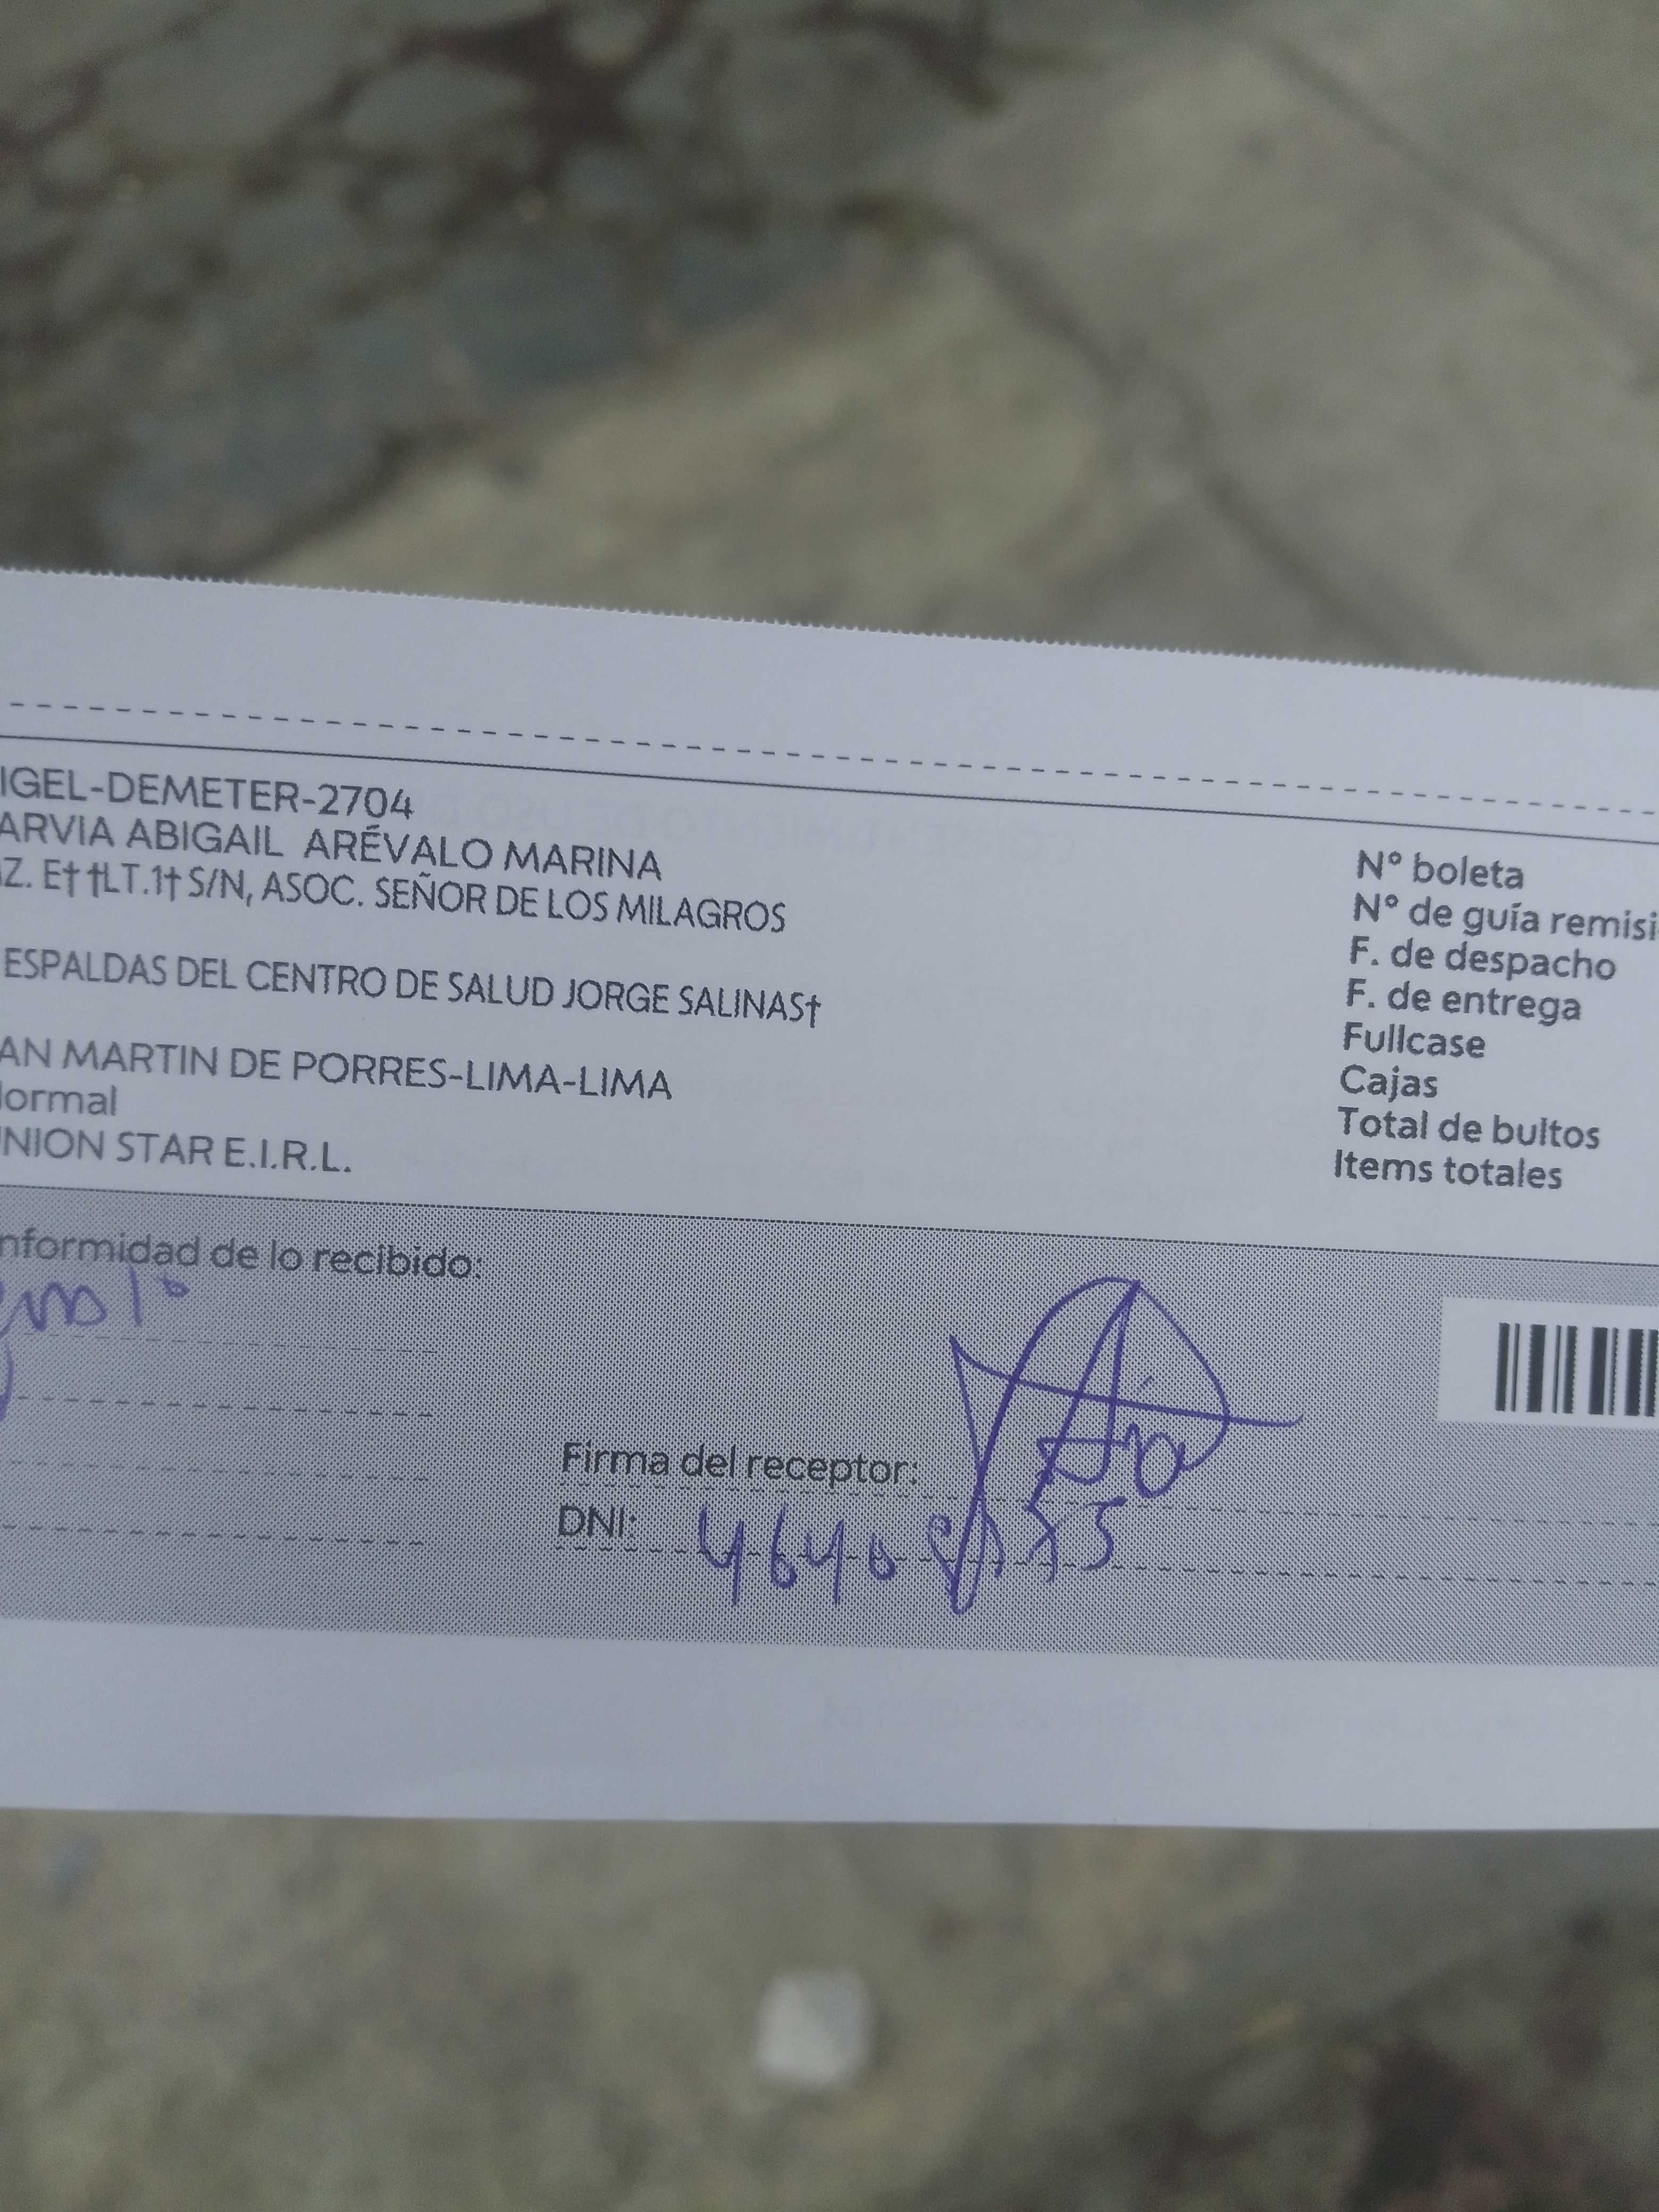 IGEL-DEMETER-2704
ARVIA ABIGAIL ARÉVALO MARINA
Z. E† †LT.1† S/N, ASOC. SEÑOR DE LOS MILAGROS
ESPALDAS DEL CENTRO DE SALUD JORGE SALINAS†
AN MARTIN DE PORRES-LIMA-LIMA
ormal
NION STAR E.I.R.L.
N° boleta
N° de guía remisi
F. de despacho
F. de entrega
Fullcase
Cajas
Total de bultos
Items totales
nformidad de lo recibido:
Firma del receptor:
DNI: